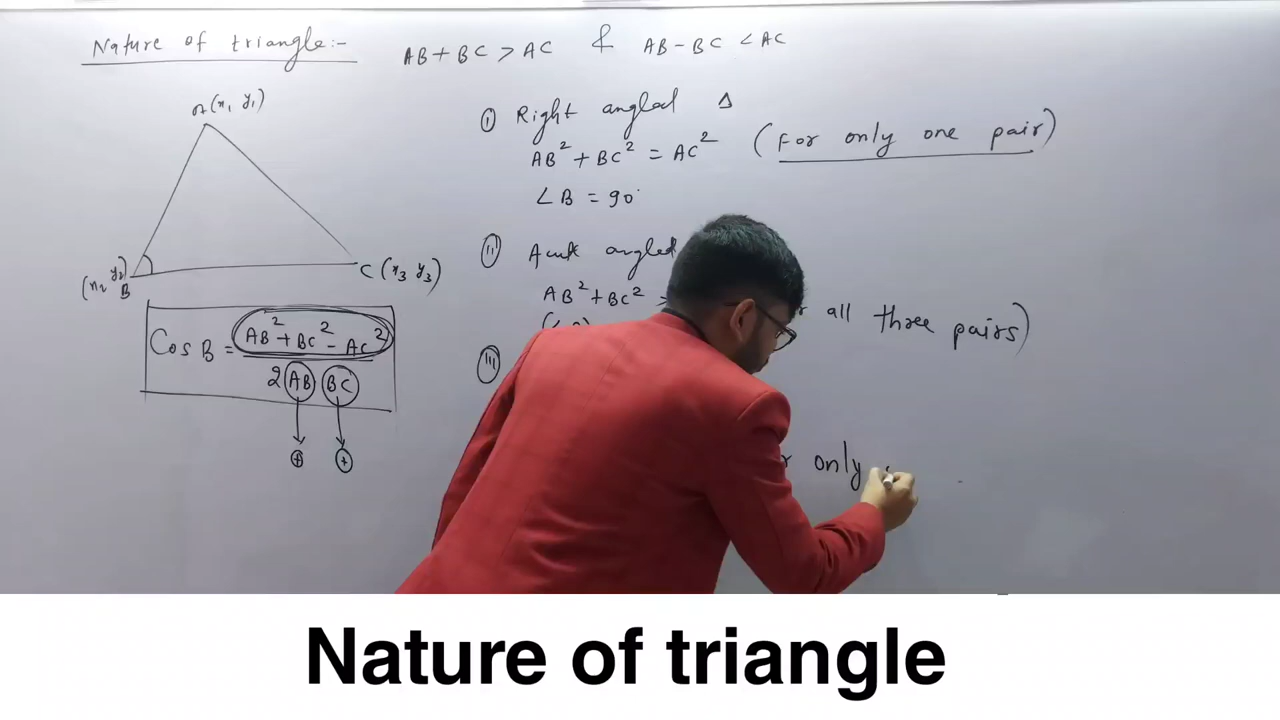 Nature of triangle:-
AB + BC > AC & AB - BC < AC
A (x₁ y₁)
(x₂ y₂) B
C (x₃ y₃)
Cos B = AB² + BC² - AC² / 2 AB BC
+ +
(i) Right angled Δ
AB² + BC² = AC² (For only one pair)
∠B = 90°
(ii) Acute angled
AB² + BC² > all three pairs)
(iii)
only
Nature of triangle